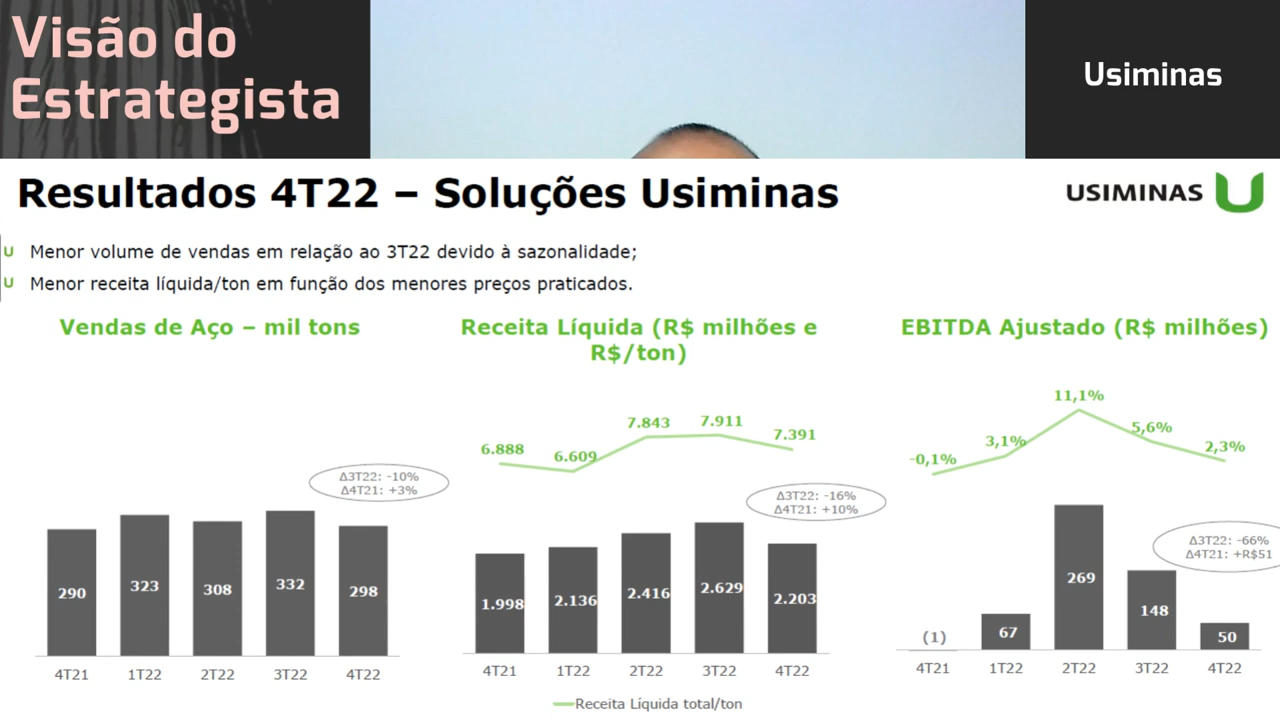 Visão do
Estrategista
Usiminas
Resultados 4T22 – Soluções Usiminas
USIMINAS
U Menor volume de vendas em relação ao 3T22 devido à sazonalidade;
U Menor receita líquida/ton em função dos menores preços praticados.
Vendas de Aço – mil tons
Δ3T22: -10%
Δ4T21: +3%
290 323 308 332 298
4T21 1T22 2T22 3T22 4T22
Receita Líquida (R$ milhões e
R$/ton)
6.888 6.609 7.843 7.911 7.391
Δ3T22: -16%
Δ4T21: +10%
1.998 2.136 2.416 2.629 2.203
4T21 1T22 2T22 3T22 4T22
Receita Líquida total/ton
EBITDA Ajustado (R$ milhões)
-0,1% 3,1% 11,1% 5,6% 2,3%
Δ3T22: -66%
Δ4T21: +R$51
(1) 67 269 148 50
4T21 1T22 2T22 3T22 4T22